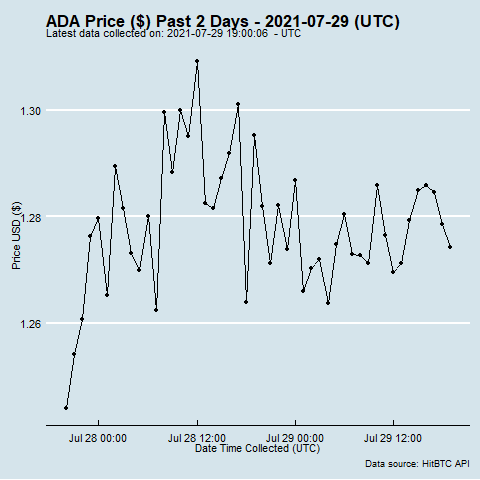 ADA Price ($) Past 2 Days - 2021-07-29 (UTC)
Latest data collected on: 2021-07-29 19:00:06 - UTC
1.30
1.28
1.26
Price USD ($)
Jul 28 00:00 Jul 28 12:00 Jul 29 00:00 Jul 29 12:00
Date Time Collected (UTC)
Data source: HitBTC API